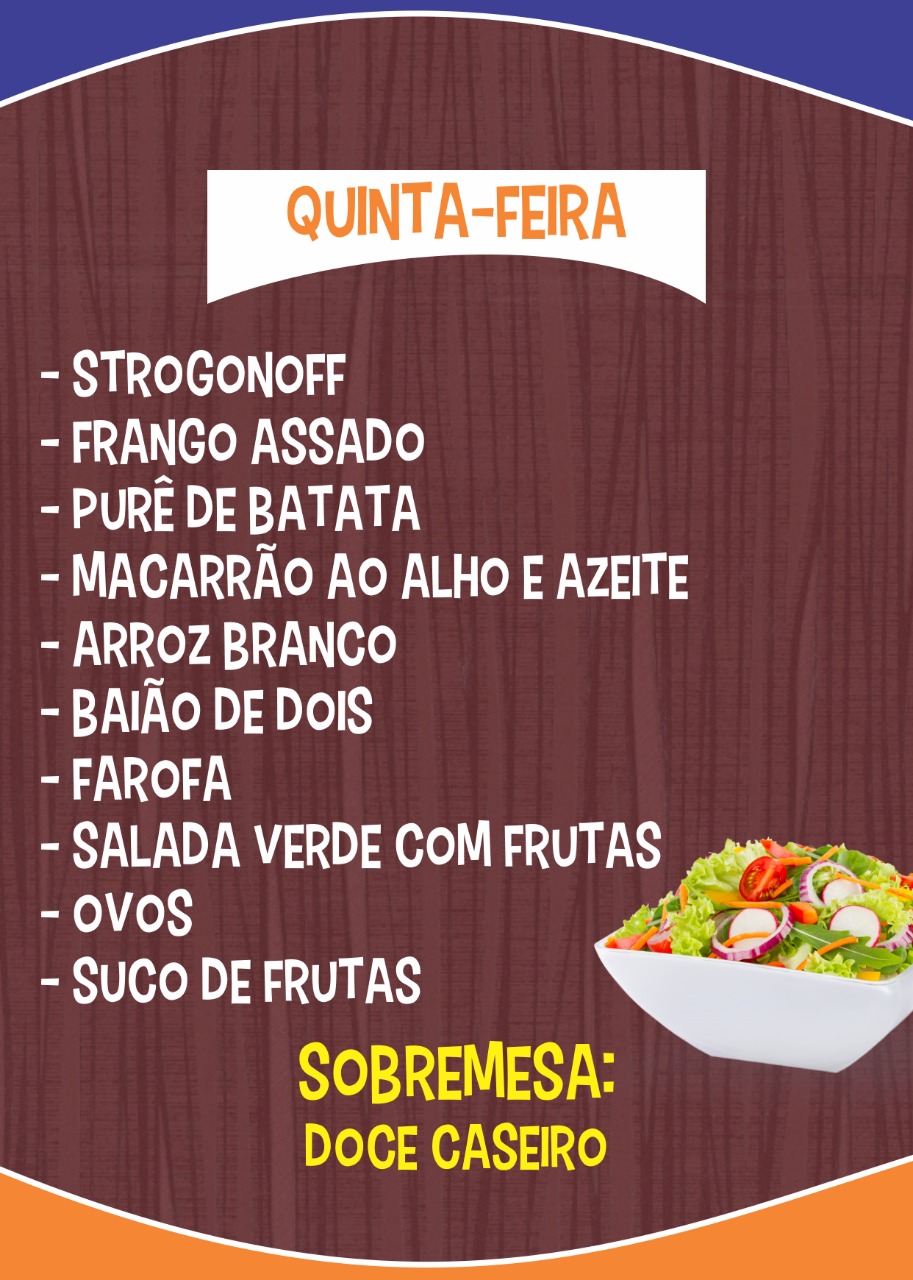 QUINTA-FEIRA
- STROGONOFF
- FRANGO ASSADO
- PURÊ DE BATATA
- MACARRÃO AO ALHO E AZEITE
- ARROZ BRANCO
- BAIÃO DE DOIS
- FAROFA
- SALADA VERDE COM FRUTAS
- OVOS
- SUCO DE FRUTAS
SOBREMESA:
DOCE CASEIRO